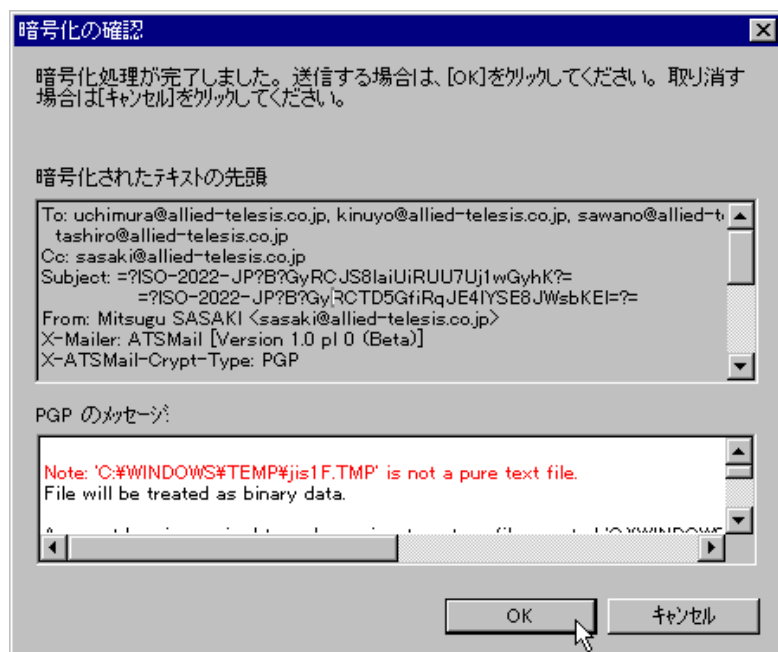 暗号化の確認
暗号化処理が完了しました。送信する場合は、[OK]をクリックしてください。取り消す
場合は[キャンセル]をクリックしてください。
暗号化されたテキストの先頭
To: uchimura@allied-telesis.co.jp, kinuyo@allied-telesis.co.jp, sawano@allied-t
tashiro@allied-telesis.co.jp
Cc: sasaki@allied-telesis.co.jp
Subject: =?ISO-2022-JP?B?GyRCJS8laiUiRUU7Uj1wGyhK?=
=?ISO-2022-JP?B?GyRCTD5GfiRqJE4lYSE8JWsbKEI=?=
From: Mitsugu SASAKI <sasaki@allied-telesis.co.jp>
X-Mailer: ATSMail [Version 1.0 pl 0 (Beta)]
X-ATSMail-Crypt-Type: PGP
PGP のメッセージ:
Note: 'C:¥WINDOWS¥TEMP¥jis1F.TMP' is not a pure text file.
File will be treated as binary data.
OK
キャンセル